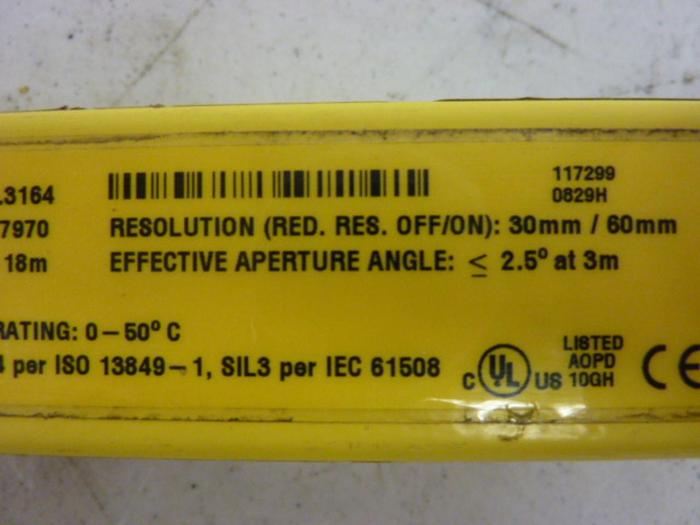 .3164 117299
0829H
7970 RESOLUTION (RED. RES. OFF/ON): 30mm / 60mm
18m EFFECTIVE APERTURE ANGLE: ≤ 2.5° at 3m
RATING: 0–50° C
4 per ISO 13849–1, SIL3 per IEC 61508
C UL US
LISTED
AOPD
10GH
CE